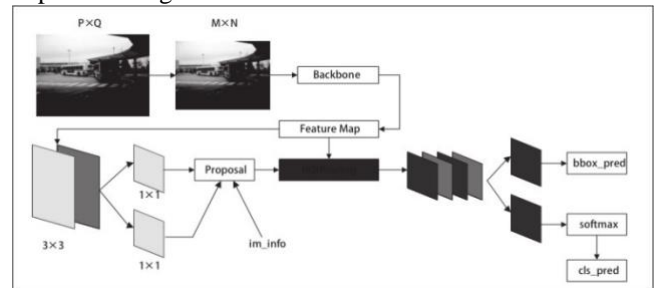 P×Q
M×N
Backbone
Feature Map
Proposal
1×1
3×3
1×1
im_info
bbox_pred
softmax
cls_pred